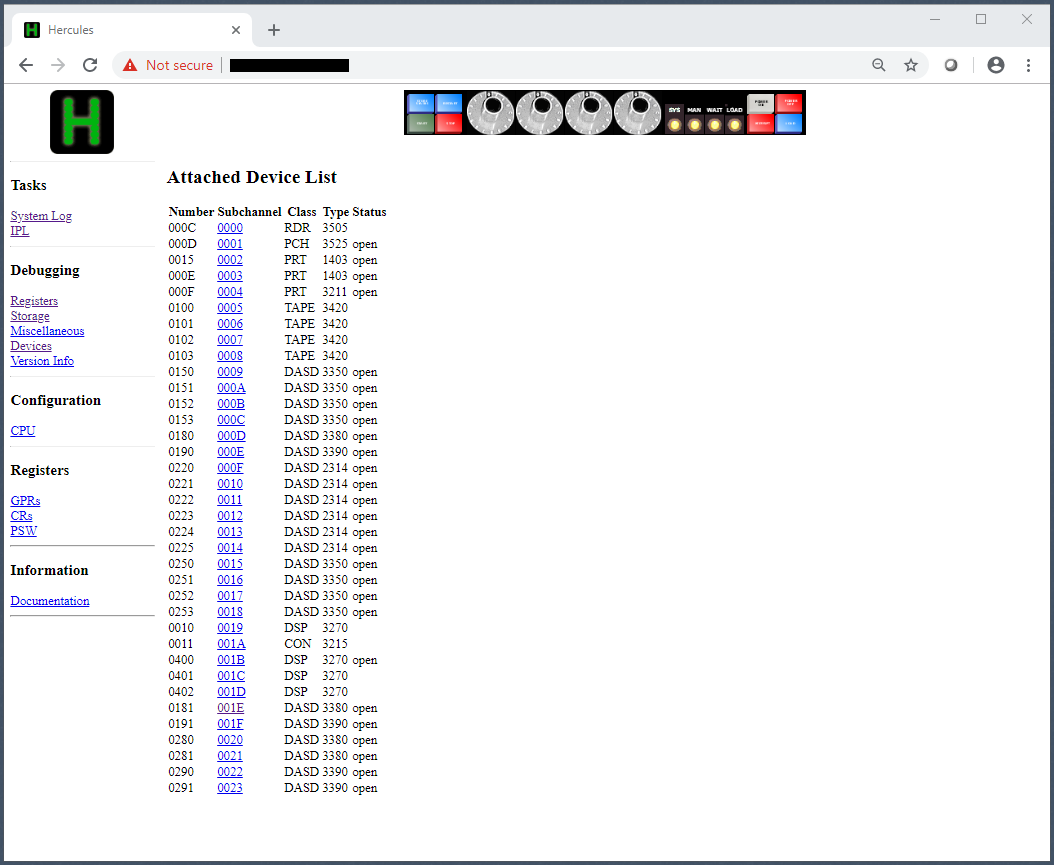 Hercules
Not secure
H
SYS MAN WAIT LOAD
Tasks
System Log
IPL
Debugging
Registers
Storage
Miscellaneous
Devices
Version Info
Configuration
CPU
Registers
GPRs
CRs
PSW
Information
Documentation
Attached Device List
Number Subchannel Class Type Status
000C 0000 RDR 3505
000D 0001 PCH 3525 open
0015 0002 PRT 1403 open
000E 0003 PRT 1403 open
000F 0004 PRT 3211 open
0100 0005 TAPE 3420
0101 0006 TAPE 3420
0102 0007 TAPE 3420
0103 0008 TAPE 3420
0150 0009 DASD 3350 open
0151 000A DASD 3350 open
0152 000B DASD 3350 open
0153 000C DASD 3350 open
0180 000D DASD 3380 open
0190 000E DASD 3390 open
0220 000F DASD 2314 open
0221 0010 DASD 2314 open
0222 0011 DASD 2314 open
0223 0012 DASD 2314 open
0224 0013 DASD 2314 open
0225 0014 DASD 2314 open
0250 0015 DASD 3350 open
0251 0016 DASD 3350 open
0252 0017 DASD 3350 open
0253 0018 DASD 3350 open
0010 0019 DSP 3270
0011 001A CON 3215
0400 001B DSP 3270 open
0401 001C DSP 3270
0402 001D DSP 3270
0181 001E DASD 3380 open
0191 001F DASD 3390 open
0280 0020 DASD 3380 open
0281 0021 DASD 3380 open
0290 0022 DASD 3390 open
0291 0023 DASD 3390 open